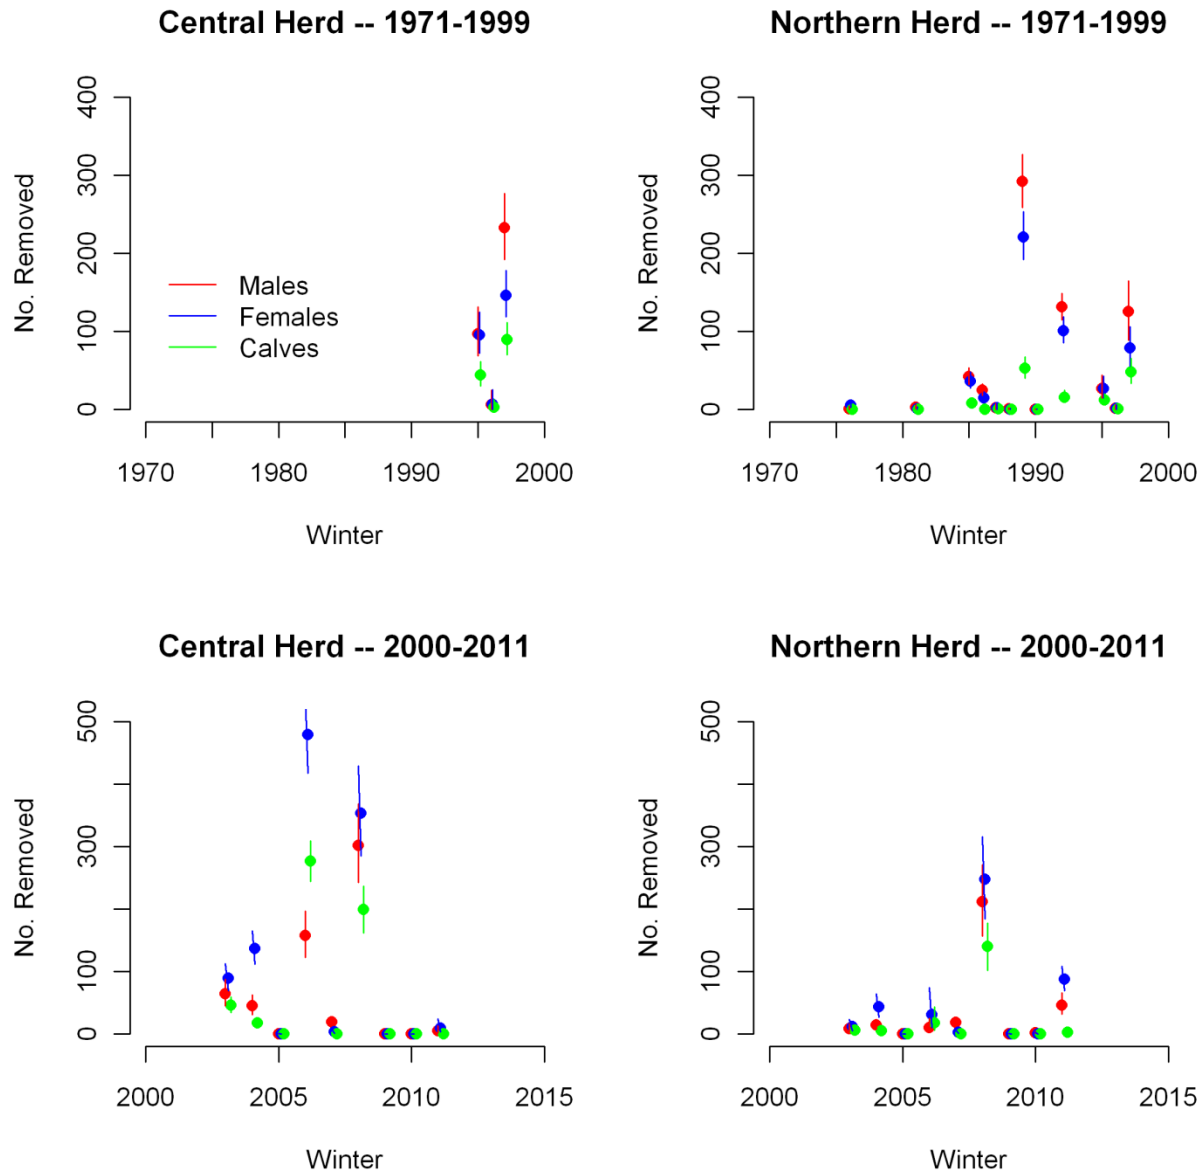 Central Herd -- 1971-1999
No. Removed
400
300
200
100
0
Males
Females
Calves
1970 1980 1990 2000
Winter
Northern Herd -- 1971-1999
No. Removed
400
300
200
100
0
1970 1980 1990 2000
Winter
Central Herd -- 2000-2011
No. Removed
500
300
100
0
2000 2005 2010 2015
Winter
Northern Herd -- 2000-2011
No. Removed
500
300
100
0
2000 2005 2010 2015
Winter